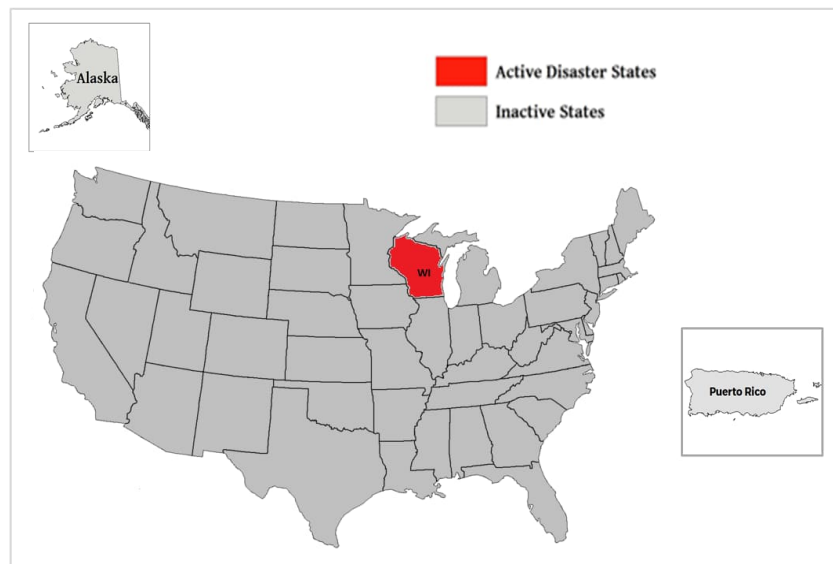 Alaska
Active Disaster States
Inactive States
WI
Puerto Rico